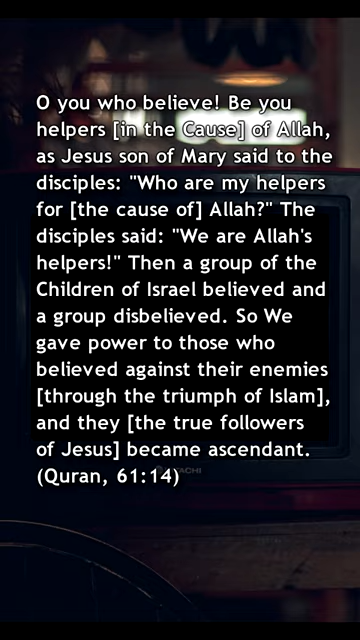 O you who believe! Be you
helpers [in the Cause] of Allah,
as Jesus son of Mary said to the
disciples: "Who are my helpers
for [the cause of] Allah?" The
disciples said: "We are Allah's
helpers!" Then a group of the
Children of Israel believed and
a group disbelieved. So We
gave power to those who
believed against their enemies
[through the triumph of Islam],
and they [the true followers
of Jesus] became ascendant.
(Quran, 61:14)
HITACHI